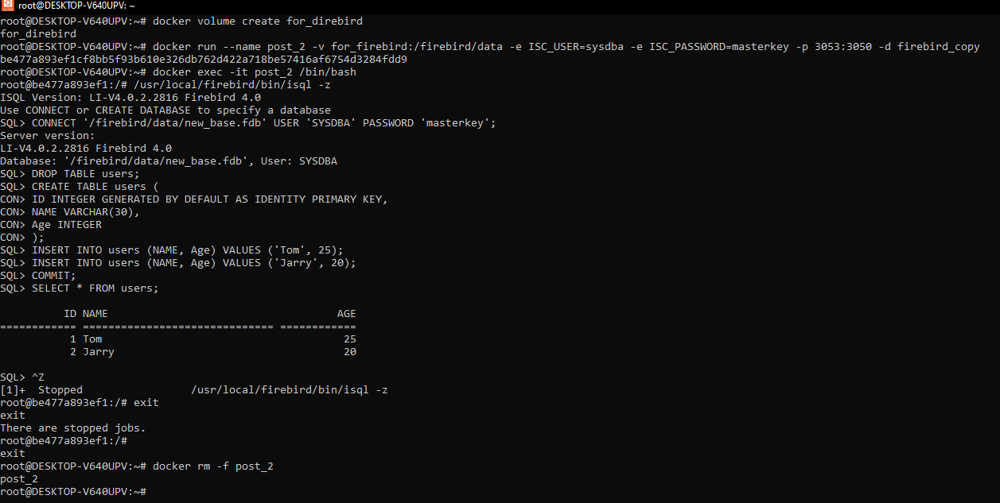 root@DESKTOP-V640UPV: ~
root@DESKTOP-V640UPV:~# docker volume create for_direbird
for_direbird
root@DESKTOP-V640UPV:~# docker run --name post_2 -v for_firebird:/firebird/data -e ISC_USER=sysdba -e ISC_PASSWORD=masterkey -p 3053:3050 -d firebird_copy
be477a893ef1cf8bb5f93b610e326db762d422a718be57416af6754d3284fdd9
root@DESKTOP-V640UPV:~# docker exec -it post_2 /bin/bash
root@be477a893ef1:/# /usr/local/firebird/bin/isql -z
ISQL Version: LI-V4.0.2.2816 Firebird 4.0
Use CONNECT or CREATE DATABASE to specify a database
SQL> CONNECT '/firebird/data/new_base.fdb' USER 'SYSDBA' PASSWORD 'masterkey';
Server version:
LI-V4.0.2.2816 Firebird 4.0
Database: '/firebird/data/new_base.fdb', User: SYSDBA
SQL> DROP TABLE users;
SQL> CREATE TABLE users (
CON> ID INTEGER GENERATED BY DEFAULT AS IDENTITY PRIMARY KEY,
CON> NAME VARCHAR(30),
CON> Age INTEGER
CON> );
SQL> INSERT INTO users (NAME, Age) VALUES ('Tom', 25);
SQL> INSERT INTO users (NAME, Age) VALUES ('Jarry', 20);
SQL> COMMIT;
SQL> SELECT * FROM users;
ID NAME AGE
============ ============================== ============
1 Tom 25
2 Jarry 20
SQL> ^Z
[1]+ Stopped /usr/local/firebird/bin/isql -z
root@be477a893ef1:/# exit
exit
There are stopped jobs.
root@be477a893ef1:/#
exit
root@DESKTOP-V640UPV:~# docker rm -f post_2
post_2
root@DESKTOP-V640UPV:~#